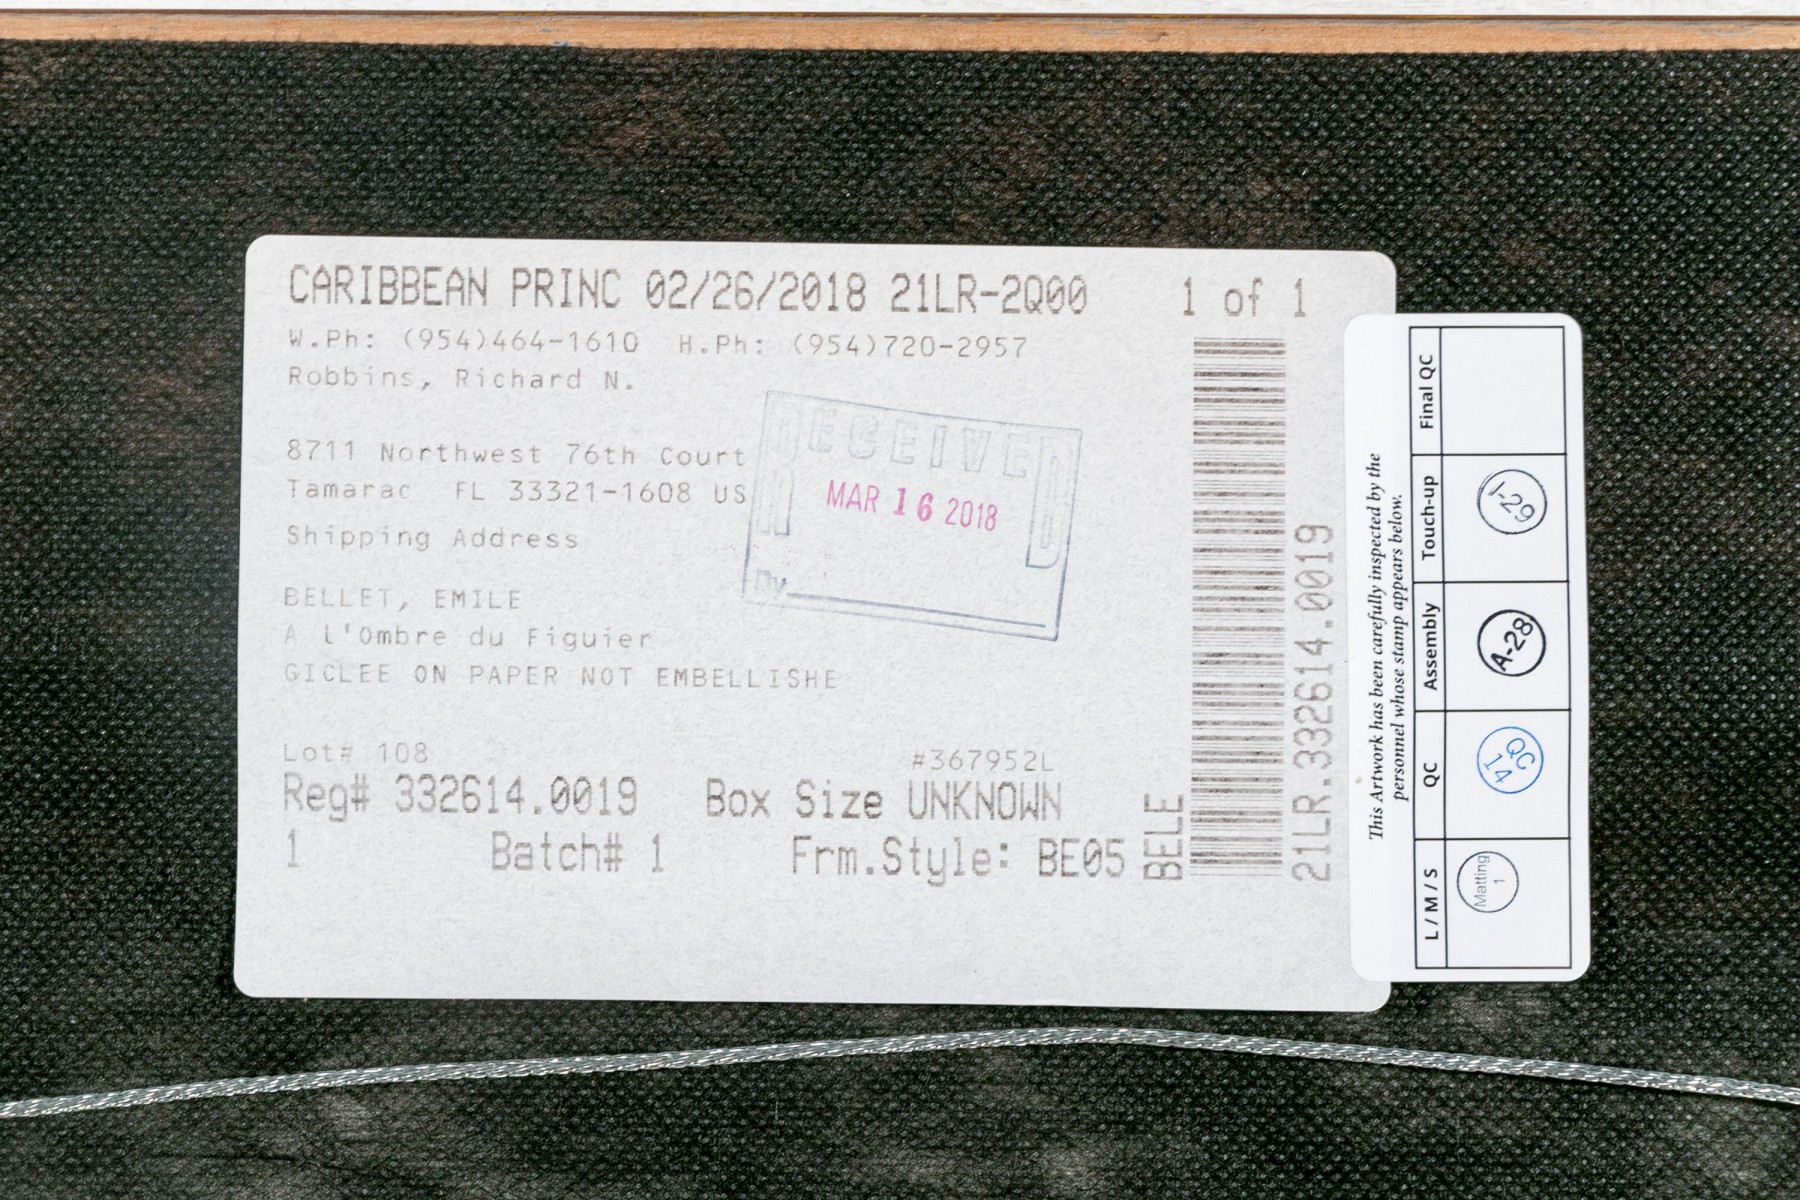 CARIBBEAN PRINC 02/26/2018 21LR-2Q00 1 of 1
W.Ph: (954)464-1610 H.Ph: (954)720-2957
Robbins, Richard N.
8711 Northwest 76th Court
Tamarac FL 33321-1608 US
Shipping Address
BELLET, EMILE
A l'Ombre du Figuier
GICLEE ON PAPER NOT EMBELLISHE
Lot# 108 #367952L
Reg# 332614.0019 Box Size UNKNOWN
1 Batch# 1 Frm.Style: BE05
BELE
21LR.332614.0019
RECEIVED
MAR 16 2018
By
This Artwork has been carefully inspected by the
personnel whose stamp appears below.
L / M / S QC Assembly Touch-up Final QC
Matting
1
QC
14
A-28
1-29